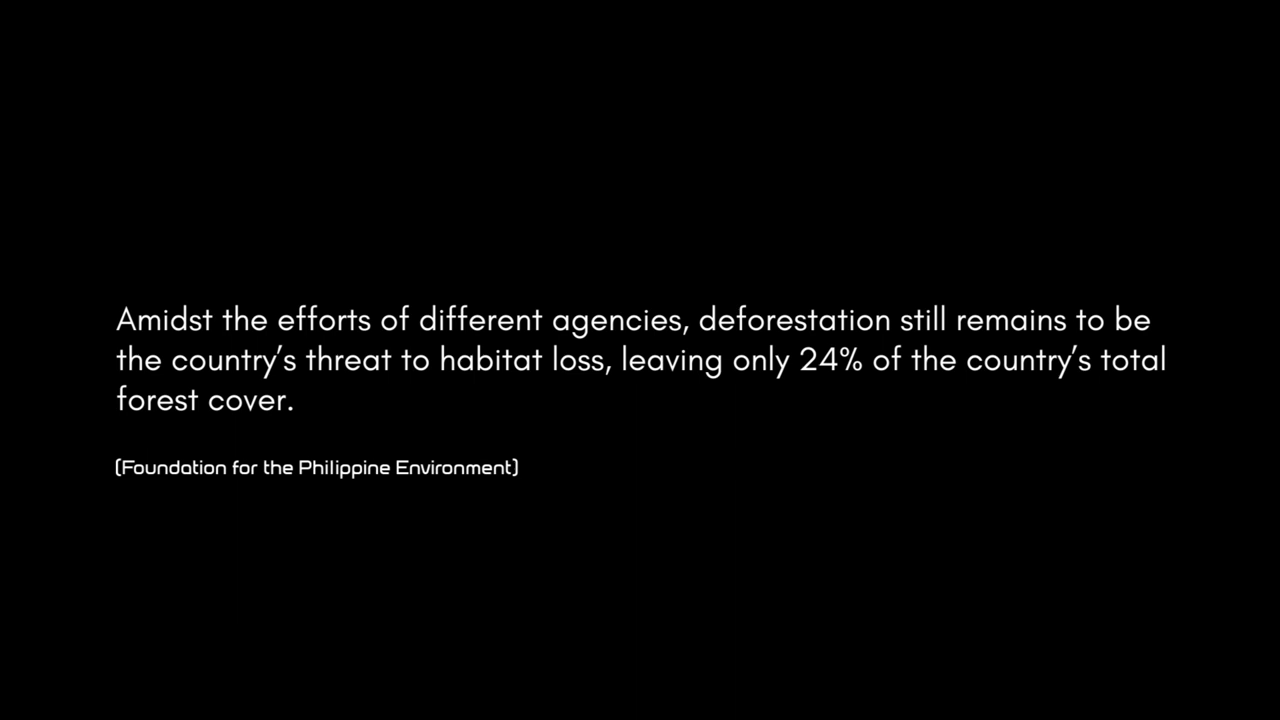 Amidst the efforts of different agencies, deforestation still remains to be
the country’s threat to habitat loss, leaving only 24% of the country’s total
forest cover.
(Foundation for the Philippine Environment)